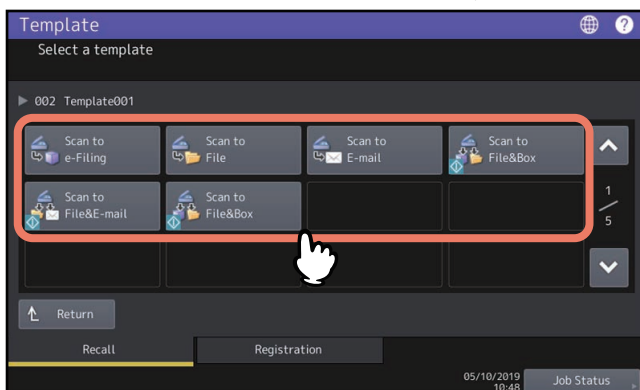 Template
?
Select a template
002 Template001
Scan to
e-Filing
Scan to
File
Scan to
E-mail
Scan to
File&Box
Scan to
File&E-mail
Scan to
File&Box
1
5
Return
Recall
Registration
05/10/2019
10:48
Job Status